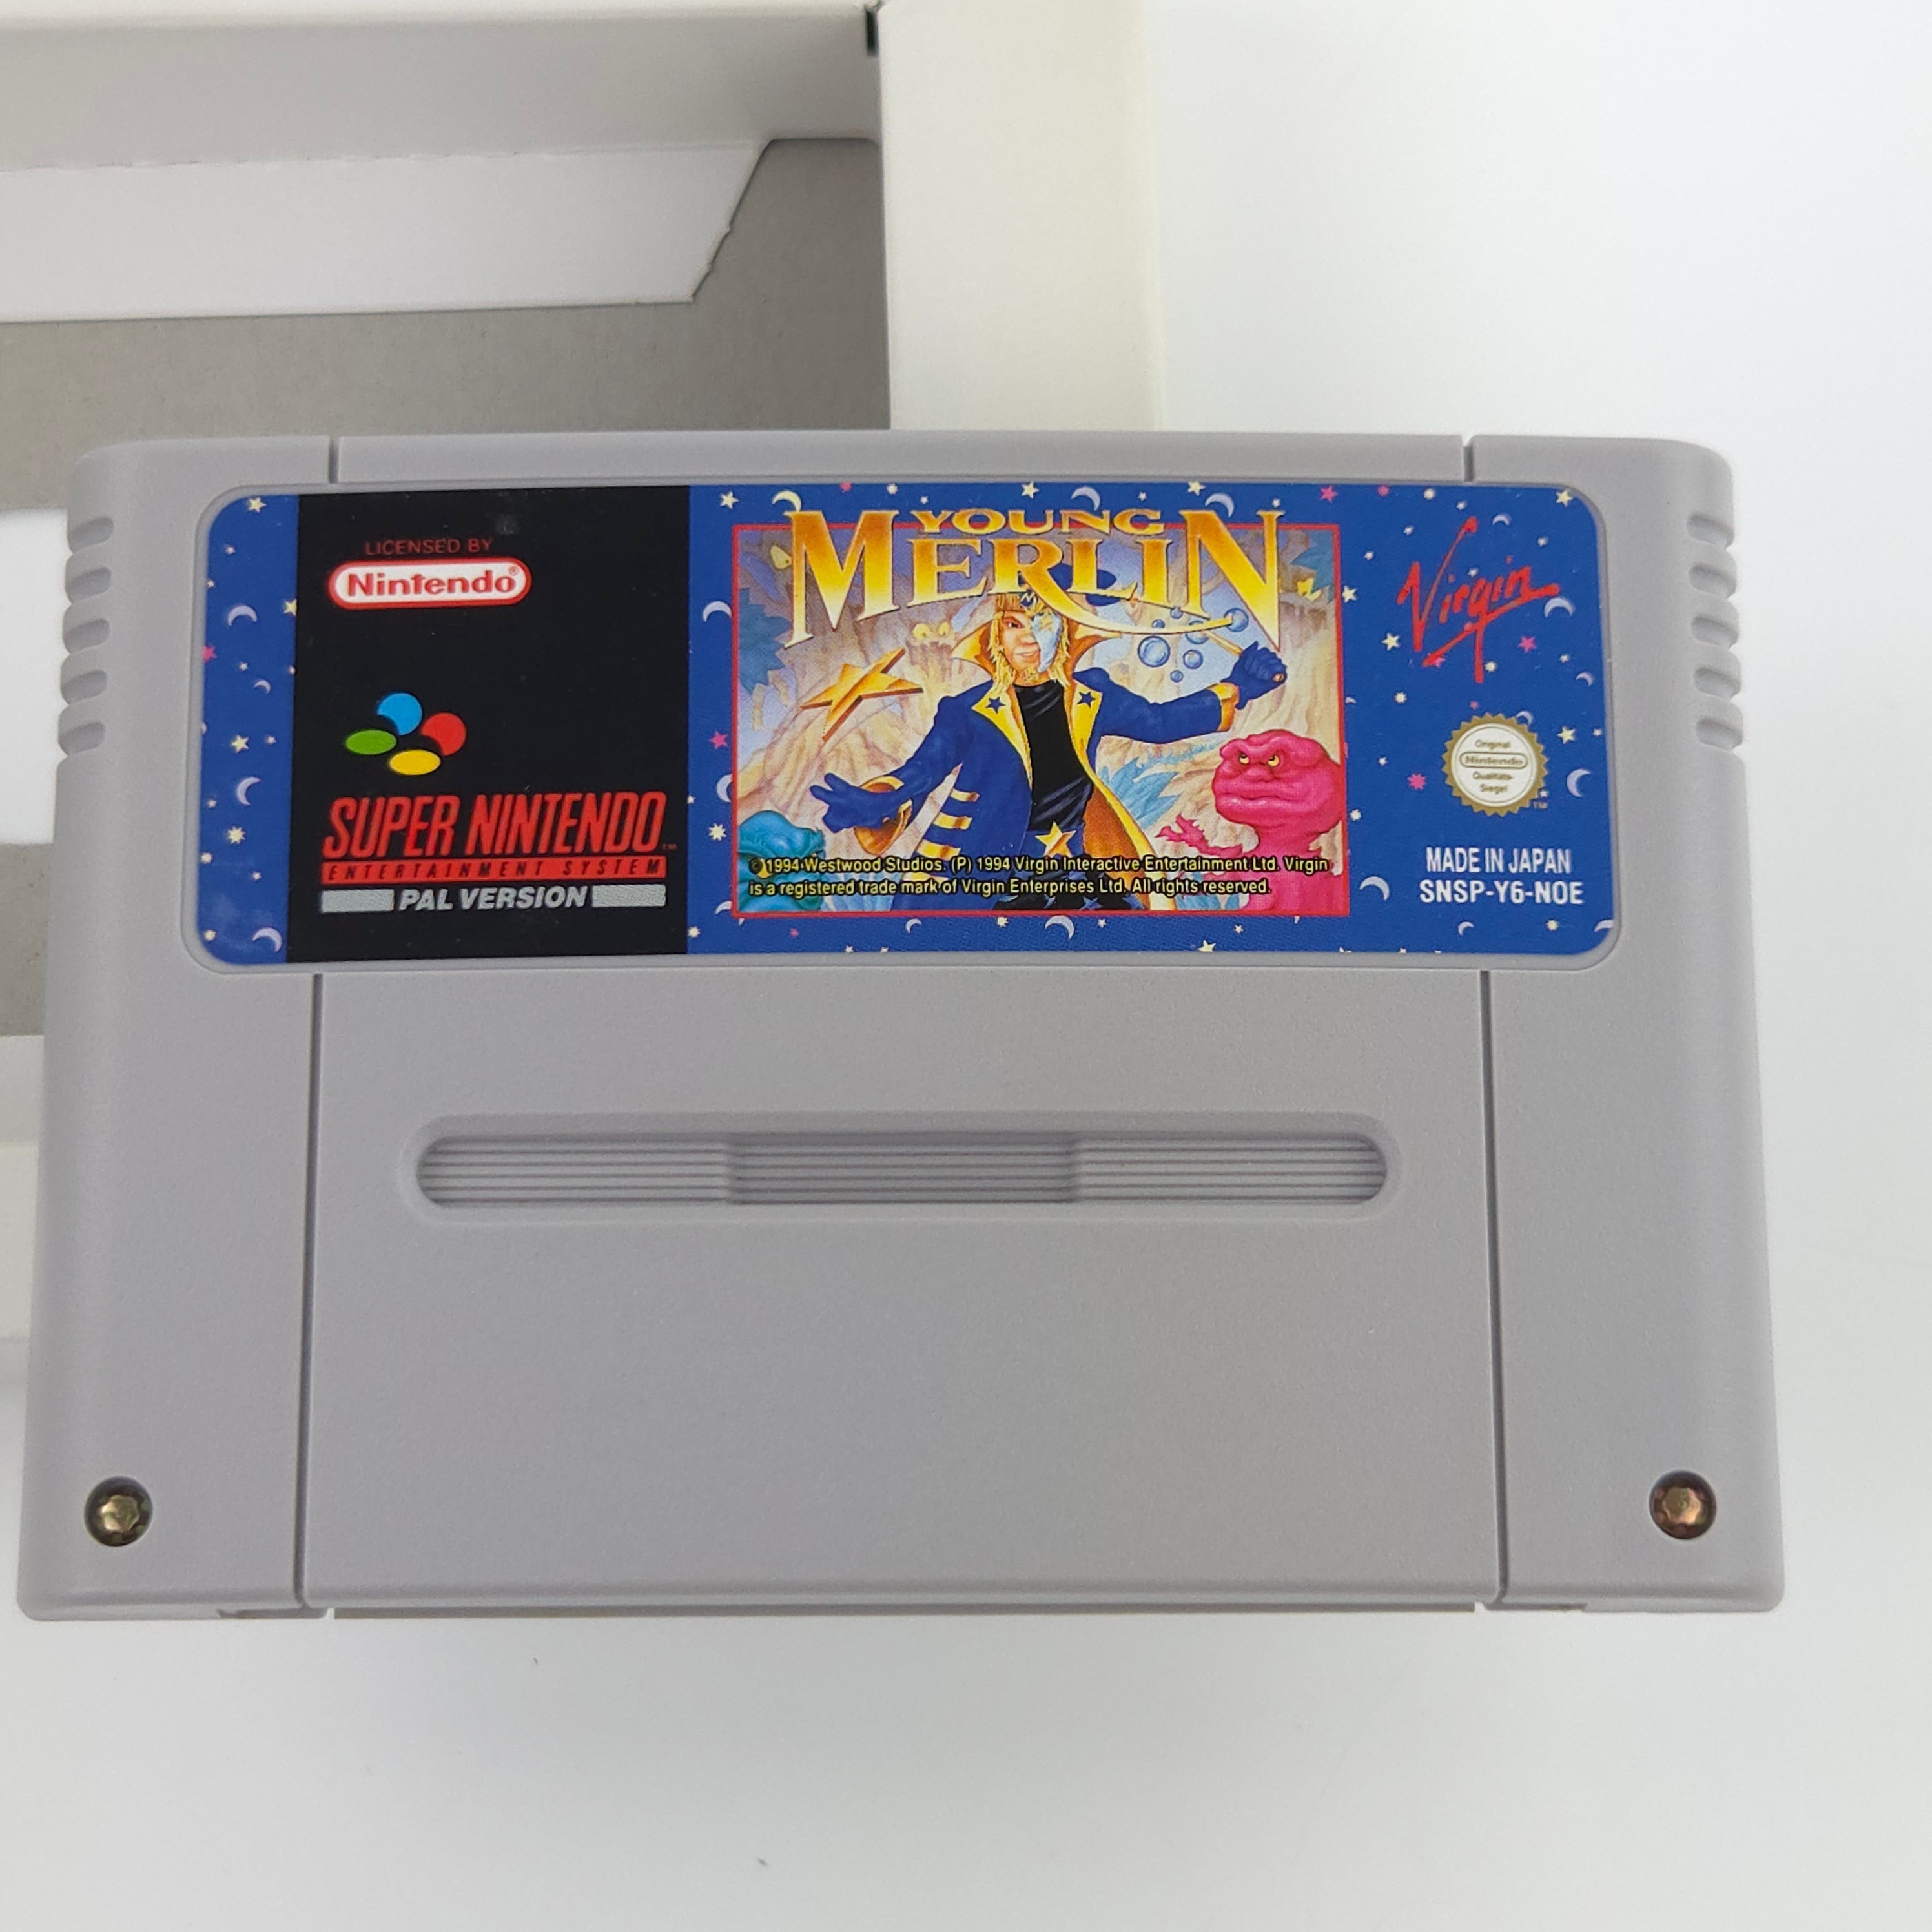 LICENSED BY
Nintendo®
SUPER NINTENDO™
ENTERTAINMENT SYSTEM
PAL VERSION
YOUNG
MERLIN
© 1994 Westwood Studios. (P) 1994 Virgin Interactive Entertainment Ltd. Virgin
is a registered trade mark of Virgin Enterprises Ltd. All rights reserved.
Virgin
Original
Nintendo
Qualitäts-
Siegel
TM
MADE IN JAPAN
SNSP-Y6-NOE